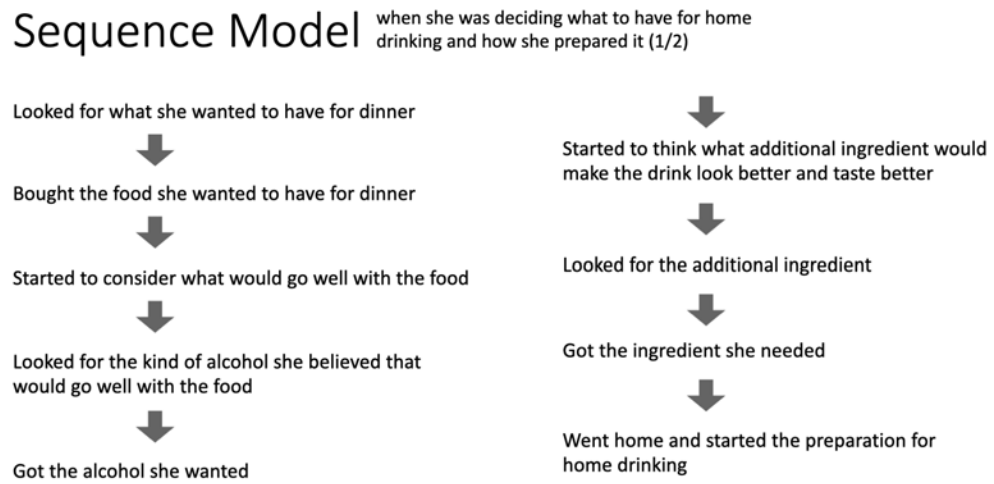 Sequence Model
when she was deciding what to have for home
drinking and how she prepared it (1/2)
Looked for what she wanted to have for dinner
Bought the food she wanted to have for dinner
Started to consider what would go well with the food
Looked for the kind of alcohol she believed that
would go well with the food
Got the alcohol she wanted
Started to think what additional ingredient would
make the drink look better and taste better
Looked for the additional ingredient
Got the ingredient she needed
Went home and started the preparation for
home drinking